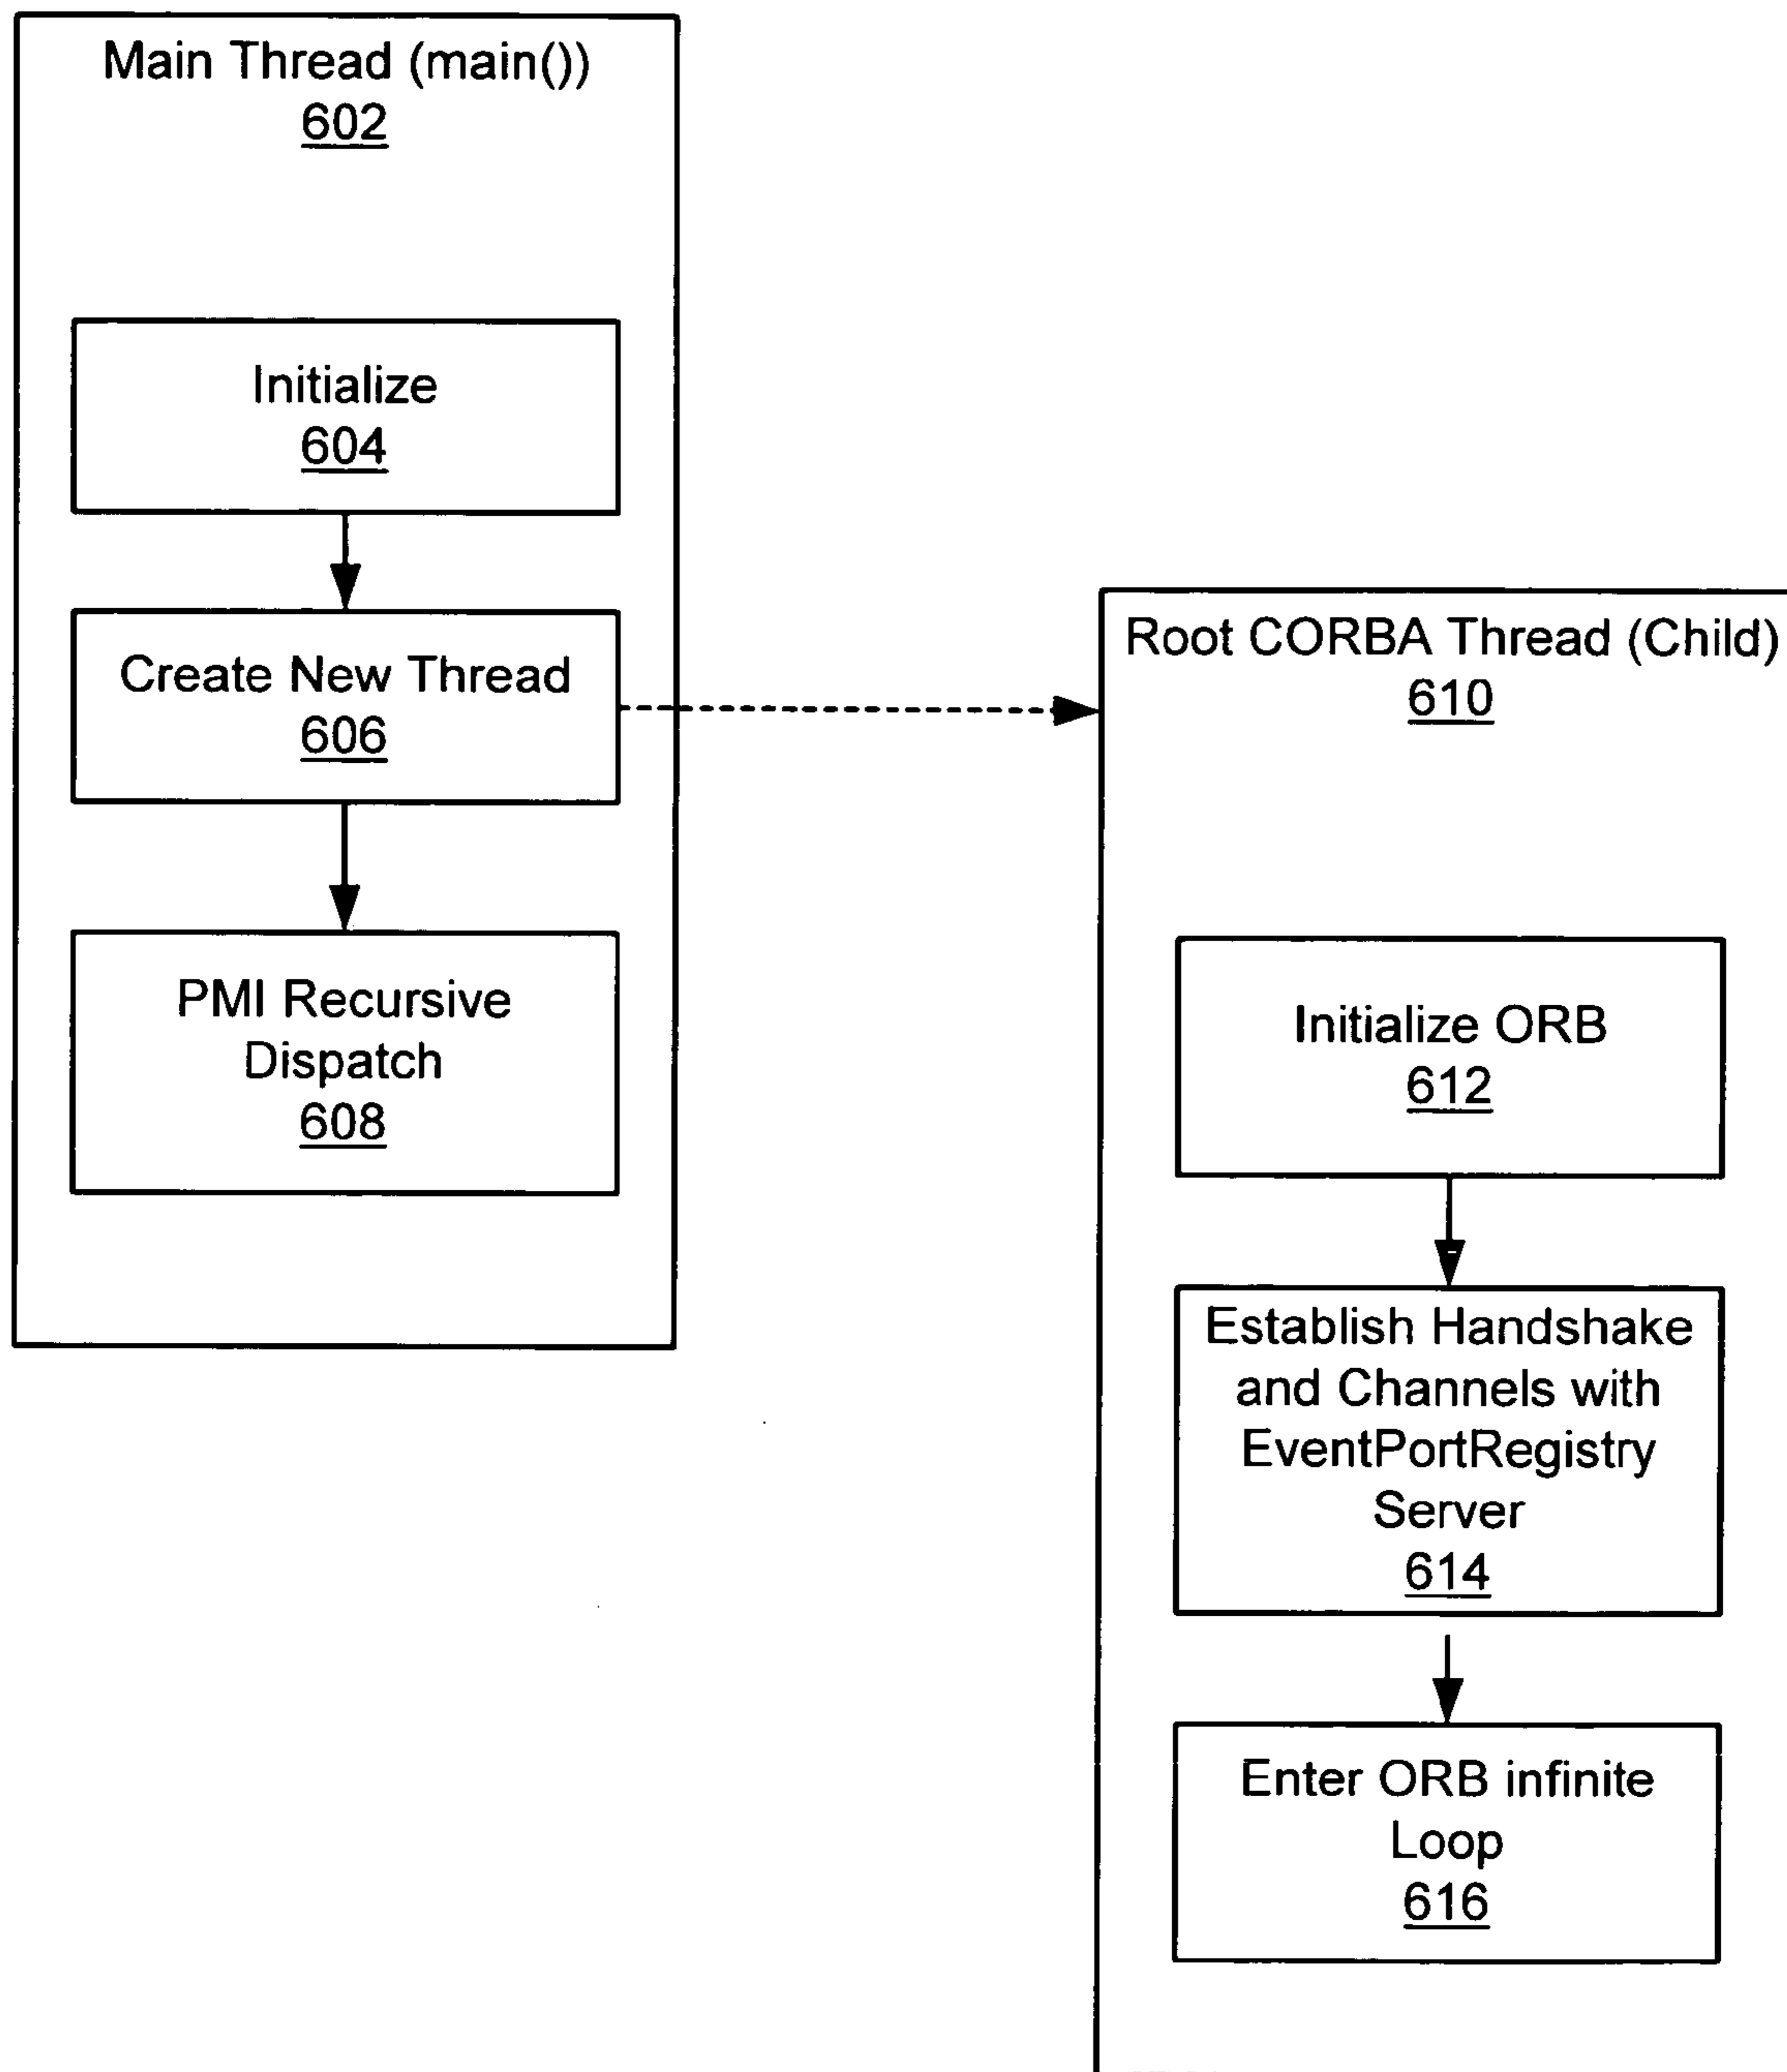 Main Thread (main())
602
Initialize
604
Create New Thread
606
PMI Recursive
Dispatch
608
Root CORBA Thread (Child)
610
Initialize ORB
612
Establish Handshake
and Channels with
EventPortRegistry
Server
614
Enter ORB infinite
Loop
616